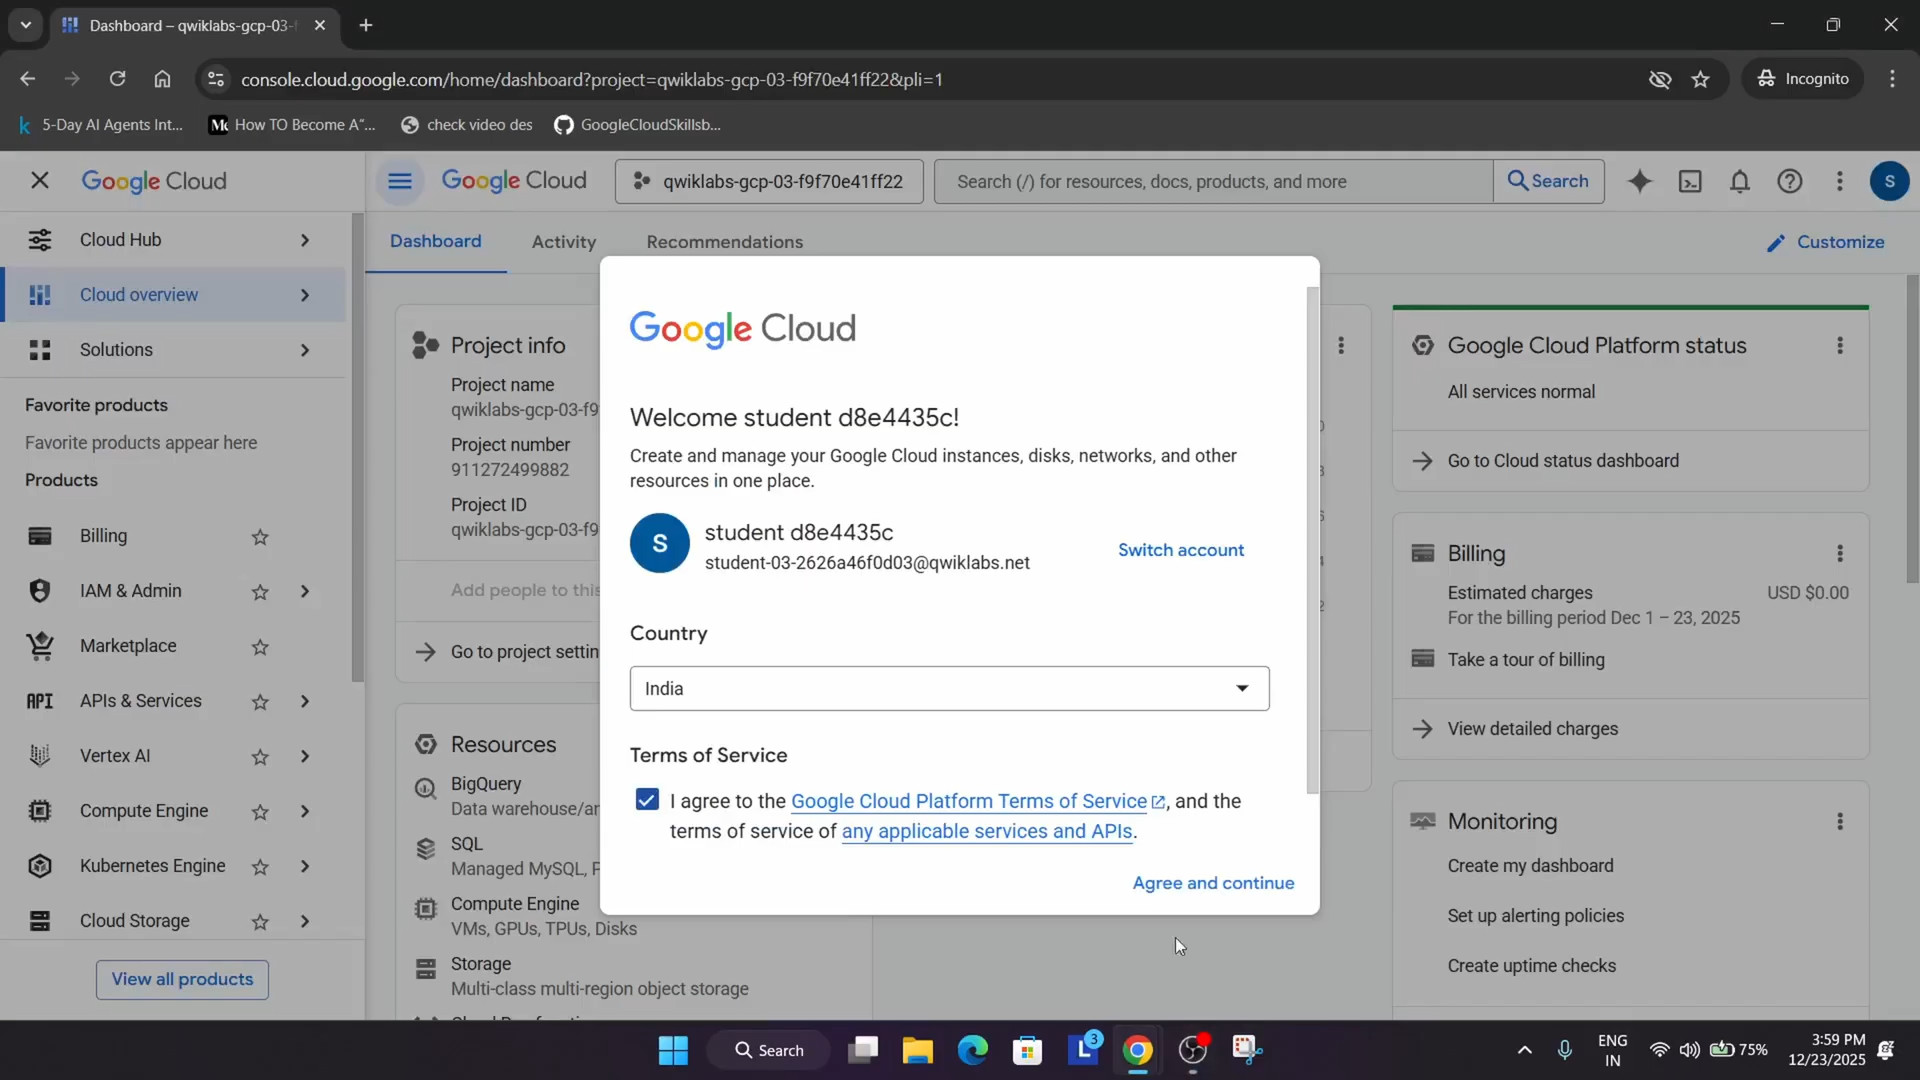 Dashboard – qwiklabs-gcp-03-f
console.cloud.google.com/home/dashboard?project=qwiklabs-gcp-03-f9f70e41ff22&pli=1
Incognito
5-Day AI Agents Int...
How TO Become A“...
check video des
GoogleCloudSkillsb...
Google Cloud
Google Cloud
qwiklabs-gcp-03-f9f70e41ff22
Search (/) for resources, docs, products, and more
Search
S
Cloud Hub
Cloud overview
Solutions
Favorite products
Favorite products appear here
Products
Billing
IAM & Admin
Marketplace
API
APIs & Services
Vertex AI
Compute Engine
Kubernetes Engine
Cloud Storage
View all products
Dashboard
Activity
Recommendations
Customize
Project info
Project name
qwiklabs-gcp-03-f9
Project number
911272499882
Project ID
qwiklabs-gcp-03-f9
Add people to this
Go to project settin
Resources
BigQuery
Data warehouse/an
SQL
Managed MySQL, P
Compute Engine
VMs, GPUs, TPUs, Disks
Storage
Multi-class multi-region object storage
Google Cloud
Welcome student d8e4435c!
Create and manage your Google Cloud instances, disks, networks, and other
resources in one place.
S
student d8e4435c
student-03-2626a46f0d03@qwiklabs.net
Switch account
Country
India
Terms of Service
I agree to the Google Cloud Platform Terms of Service, and the
terms of service of any applicable services and APIs.
Agree and continue
Google Cloud Platform status
All services normal
Go to Cloud status dashboard
Billing
Estimated charges
USD $0.00
For the billing period Dec 1 – 23, 2025
Take a tour of billing
View detailed charges
Monitoring
Create my dashboard
Set up alerting policies
Create uptime checks
Search
3
ENG
IN
75%
3:59 PM
12/23/2025